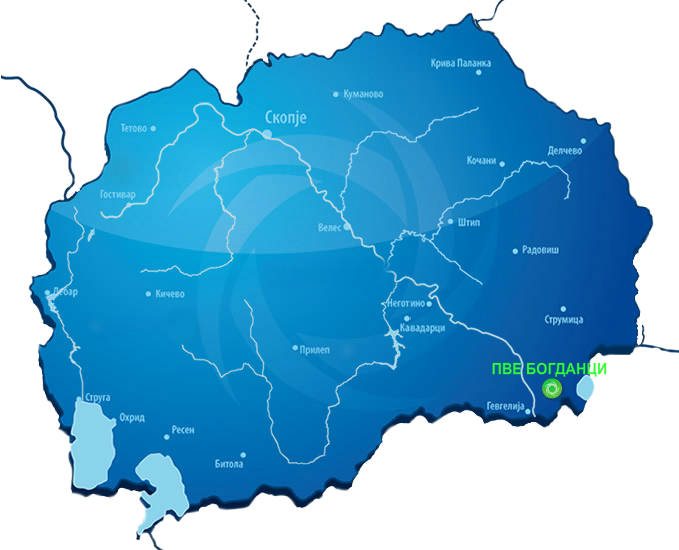 Крива Паланка
Куманово
Скопје
Тетово
Делчево
Кочани
Гостивар
Штип
Велес
Радовиш
Дебар
Кичево
Неготино
Струмица
Кавадарци
Прилеп
ПВЕ БОГДАНЦИ
Струга
Гевгелија
Охрид
Ресен
Битола